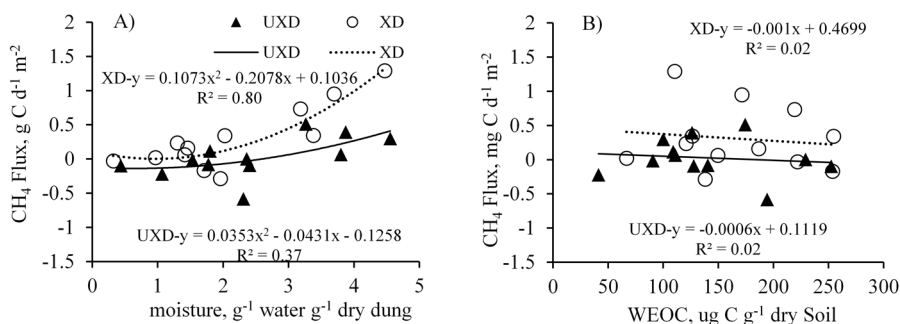 A)
UXD XD
UXD XD
XD-y = 0.1073x² - 0.2078x + 0.1036
R² = 0.80
UXD-y = 0.0353x² - 0.0431x - 0.1258
R² = 0.37
CH₄ Flux, g C d⁻¹ m⁻²
1.5
1
0.5
0
-0.5
-1
-1.5
0 1 2 3 4 5
moisture, g⁻¹ water g⁻¹ dry dung
B)
XD-y = -0.001x + 0.4699
R² = 0.02
UXD-y = -0.0006x + 0.1119
R² = 0.02
CH₄ Flux, mg C d⁻¹ m⁻²
1.5
1
0.5
0
-0.5
-1
-1.5
0 50 100 150 200 250 300
WEOC, ug C g⁻¹ dry Soil